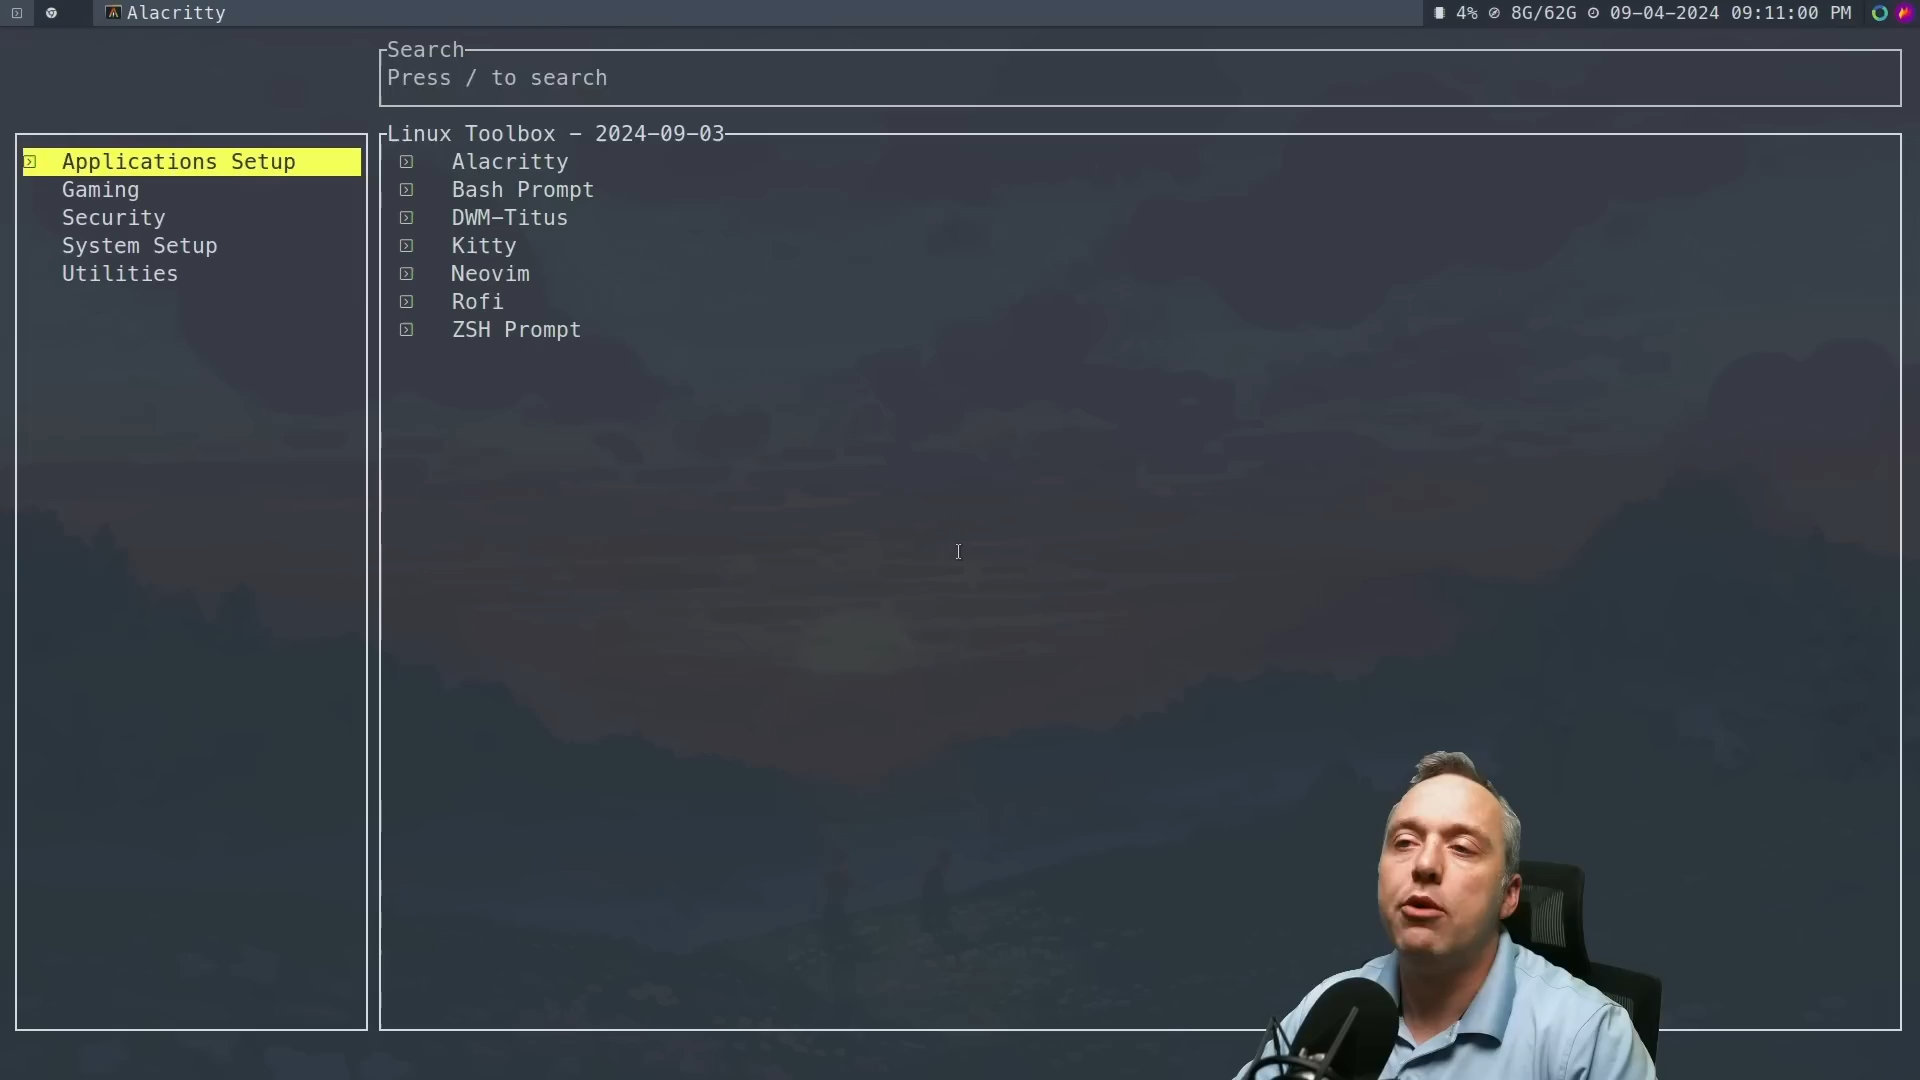 Alacritty
4% 8G/62G 09-04-2024 09:11:00 PM
Search
Press / to search
Linux Toolbox - 2024-09-03
Applications Setup
Gaming
Security
System Setup
Utilities
Alacritty
Bash Prompt
DWM-Titus
Kitty
Neovim
Rofi
ZSH Prompt